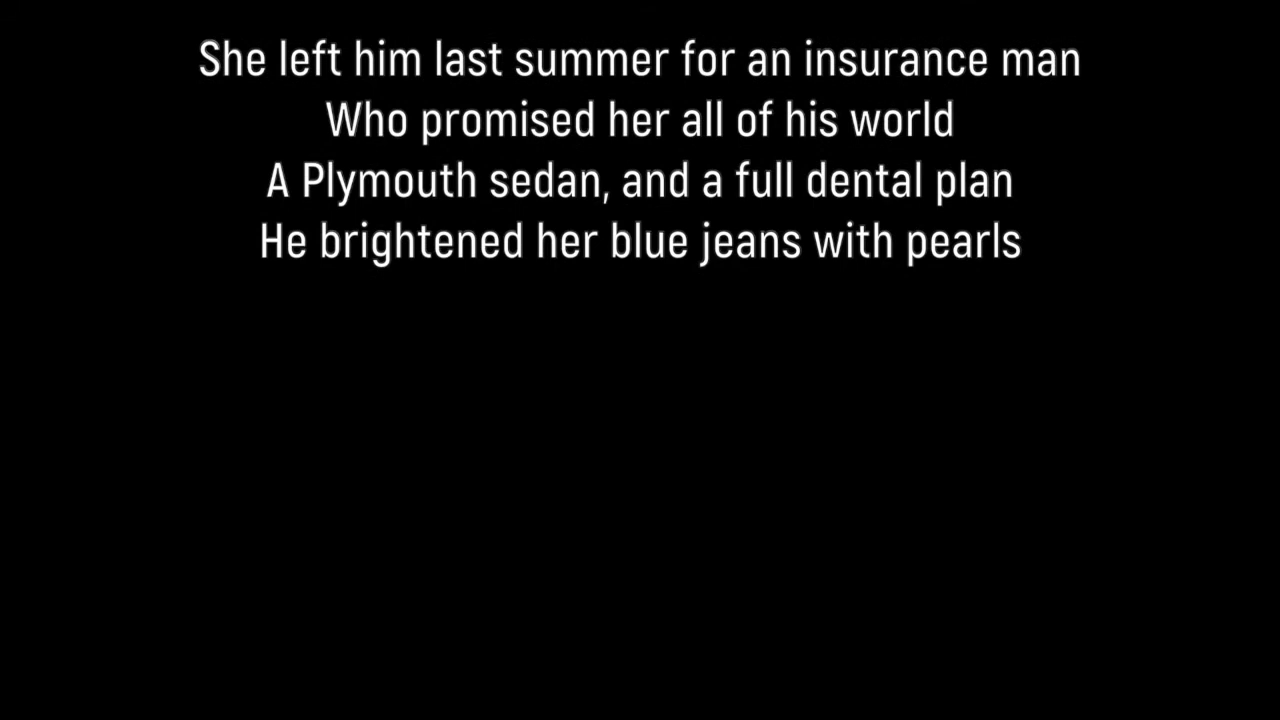 She left him last summer for an insurance man
Who promised her all of his world
A Plymouth sedan, and a full dental plan
He brightened her blue jeans with pearls